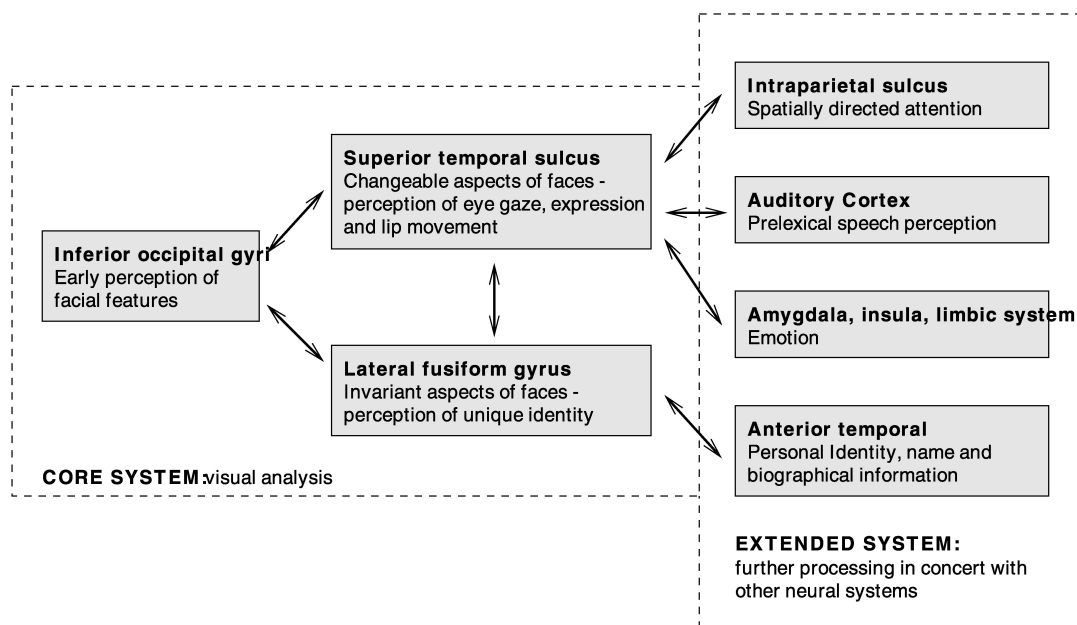 Inferior occipital gyri
Early perception of
facial features
Superior temporal sulcus
Changeable aspects of faces -
perception of eye gaze, expression
and lip movement
Lateral fusiform gyrus
Invariant aspects of faces -
perception of unique identity
CORE SYSTEM: visual analysis
Intraparietal sulcus
Spatially directed attention
Auditory Cortex
Prelexical speech perception
Amygdala, insula, limbic system
Emotion
Anterior temporal
Personal Identity, name and
biographical information
EXTENDED SYSTEM:
further processing in concert with
other neural systems